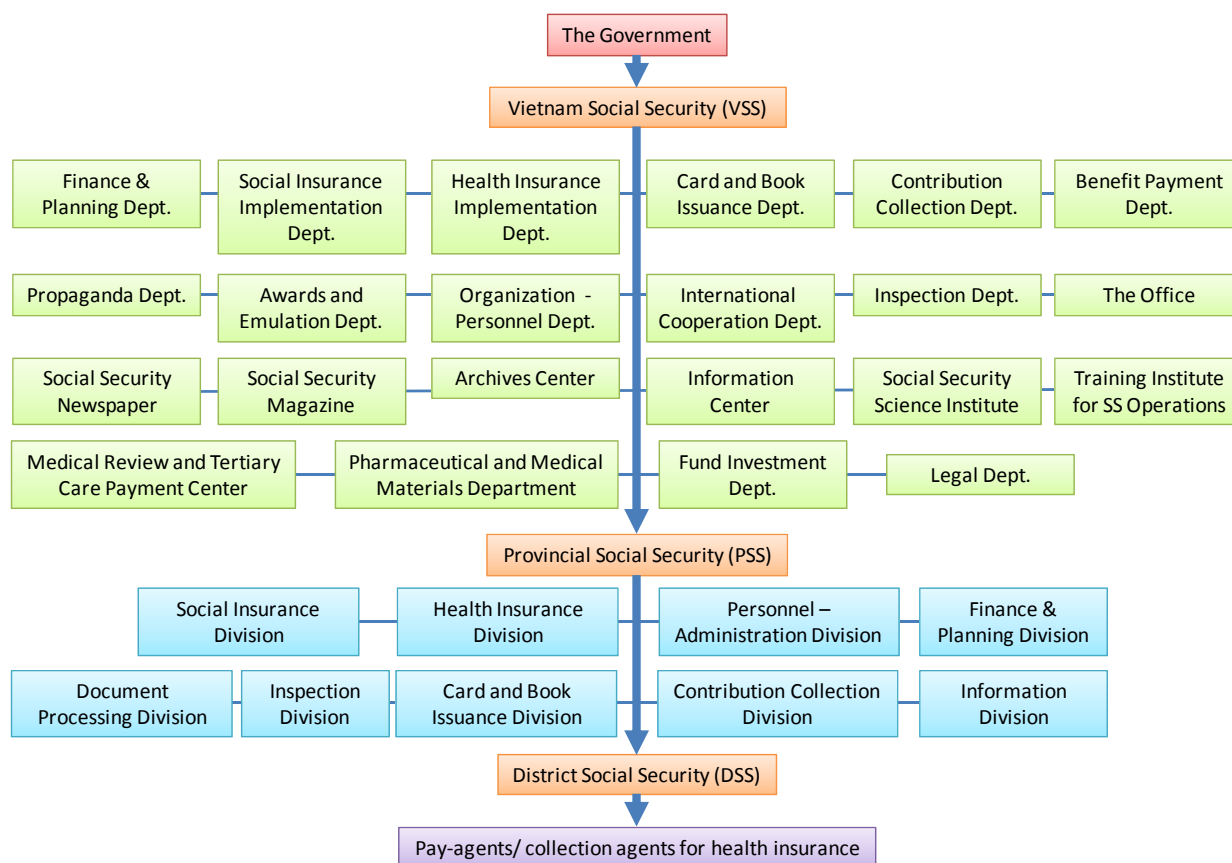 The Government
Vietnam Social Security (VSS)
Finance &
Planning Dept.
Social Insurance
Implementation
Dept.
Health Insurance
Implementation
Dept.
Card and Book
Issuance Dept.
Contribution
Collection Dept.
Benefit Payment
Dept.
Propaganda Dept.
Awards and
Emulation Dept.
Organization -
Personnel Dept.
International
Cooperation Dept.
Inspection Dept.
The Office
Social Security
Newspaper
Social Security
Magazine
Archives Center
Information
Center
Social Security
Science Institute
Training Institute
for SS Operations
Medical Review and Tertiary
Care Payment Center
Pharmaceutical and Medical
Materials Department
Fund Investment
Dept.
Legal Dept.
Provincial Social Security (PSS)
Social Insurance
Division
Health Insurance
Division
Personnel –
Administration Division
Finance &
Planning Division
Document
Processing Division
Inspection
Division
Card and Book
Issuance Division
Contribution Collection
Division
Information
Division
District Social Security (DSS)
Pay-agents/ collection agents for health insurance